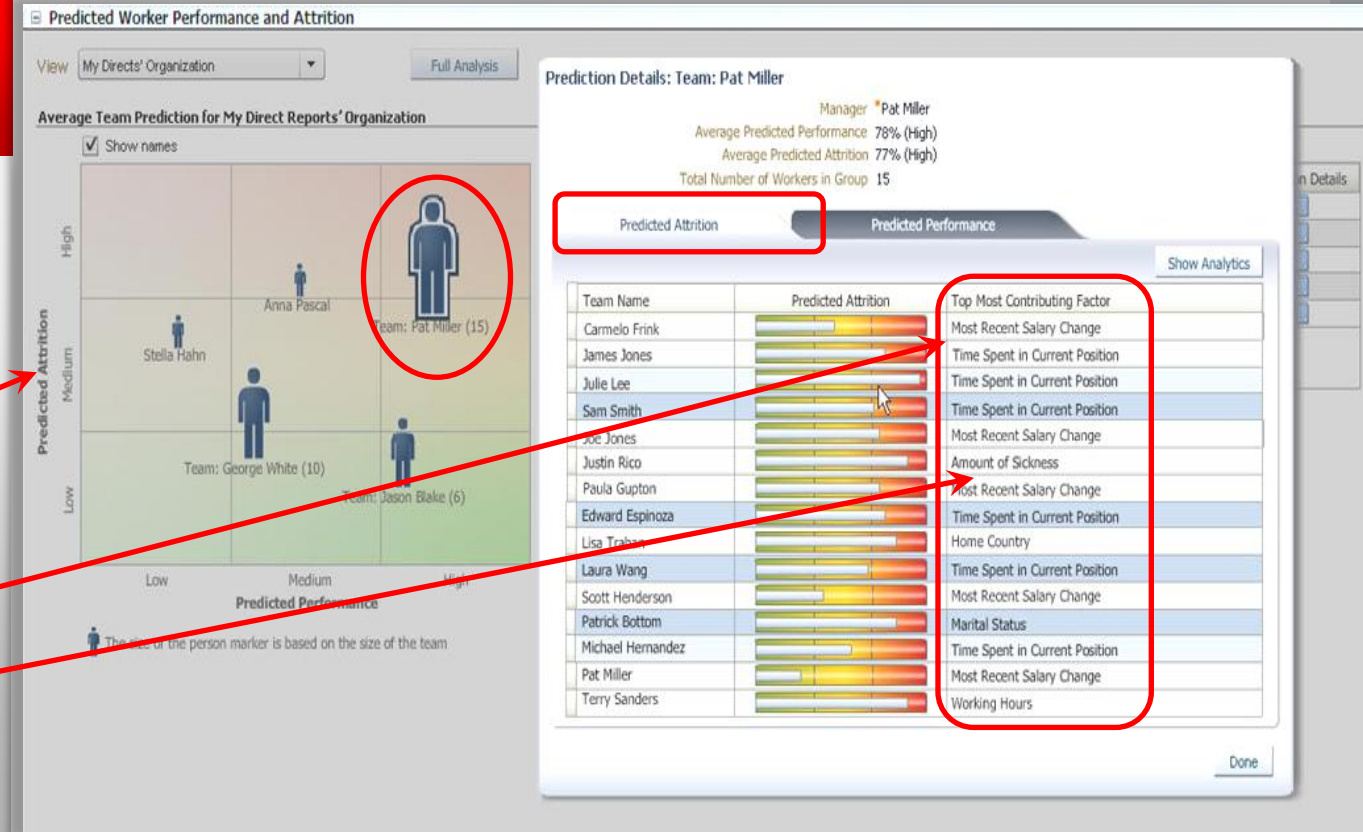 Predicted Worker Performance and Attrition
View My Directs' Organization Full Analysis
Average Team Prediction for My Direct Reports' Organization
Show names
Predicted Attrition
High
Medium
Low
Anna Pascal
Team: Pat Miller (15)
Stella Hahn
Team: George White (10)
Team: Jason Blake (6)
Low Medium High
Predicted Performance
The size of the person marker is based on the size of the team
Prediction Details: Team: Pat Miller
Manager *Pat Miller
Average Predicted Performance 78% (High)
Average Predicted Attrition 77% (High)
Total Number of Workers in Group 15
Predicted Attrition Predicted Performance
Show Analytics
Team Name Predicted Attrition Top Most Contributing Factor
Carmelo Frink Most Recent Salary Change
James Jones Time Spent in Current Position
Julie Lee Time Spent in Current Position
Sam Smith Time Spent in Current Position
Joe Jones Most Recent Salary Change
Justin Rico Amount of Sickness
Paula Gupton Most Recent Salary Change
Edward Espinoza Time Spent in Current Position
Lisa Home Country
Laura Wang Time Spent in Current Position
Scott Henderson Most Recent Salary Change
Patrick Bottom Marital Status
Michael Hernandez Time Spent in Current Position
Pat Miller Most Recent Salary Change
Terry Sanders Working Hours
Done
Details